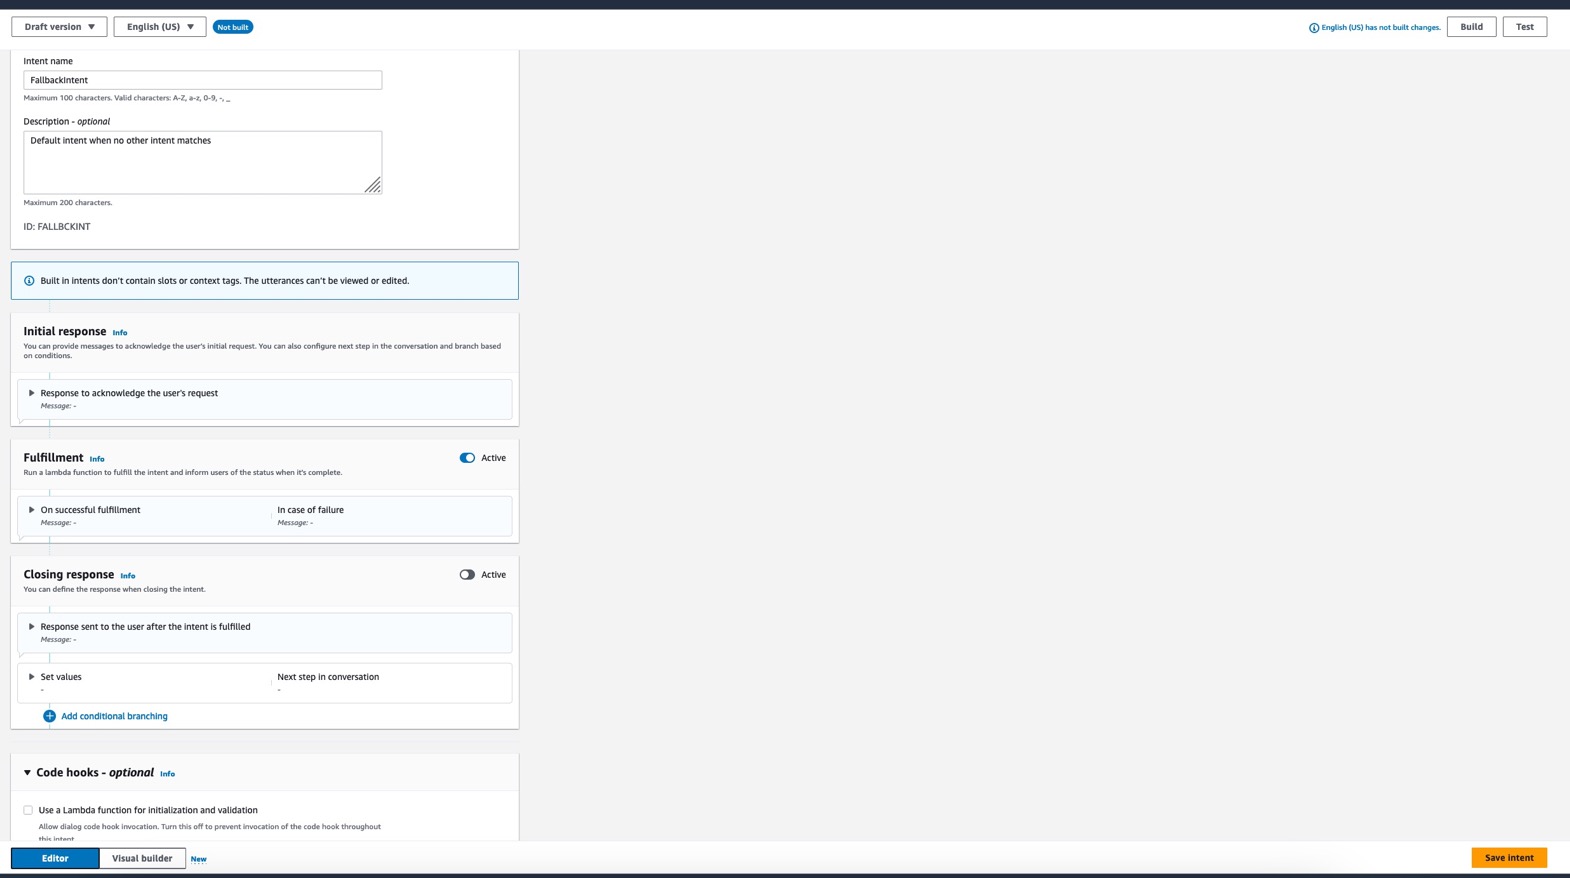 Draft version
English (US)
Not built
English (US) has not built changes.
Build
Test
Intent name
FallbackIntent
Maximum 100 characters. Valid characters: A-Z, a-z, 0-9, -, _
Description - optional
Default intent when no other intent matches
Maximum 200 characters.
ID: FALLBCKINT
Built in intents don't contain slots or context tags. The utterances can't be viewed or edited.
Initial response Info
You can provide messages to acknowledge the user's initial request. You can also configure next step in the conversation and branch based
on conditions.
Response to acknowledge the user's request
Message: -
Fulfillment Info
Active
Run a lambda function to fulfill the intent and inform users of the status when it's complete.
On successful fulfillment
Message: -
In case of failure
Message: -
Closing response Info
Active
You can define the response when closing the intent.
Response sent to the user after the intent is fulfilled
Message: -
Set values
-
Next step in conversation
-
Add conditional branching
Code hooks - optional Info
Use a Lambda function for initialization and validation
Allow dialog code hook invocation. Turn this off to prevent invocation of the code hook throughout
this intent.
Editor
Visual builder
New
Save intent